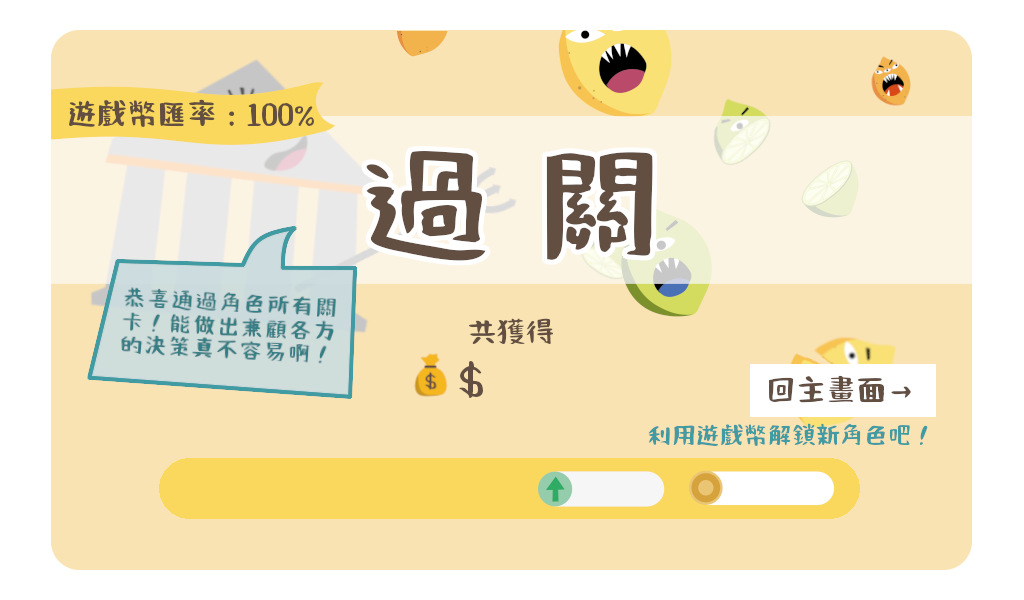 遊戲幣匯率：100%
過關
恭喜通過角色所有關
卡！能做出兼顧各方
的決策真不容易啊！
共獲得
$
$
回主畫面→
利用遊戲幣解鎖新角色吧！